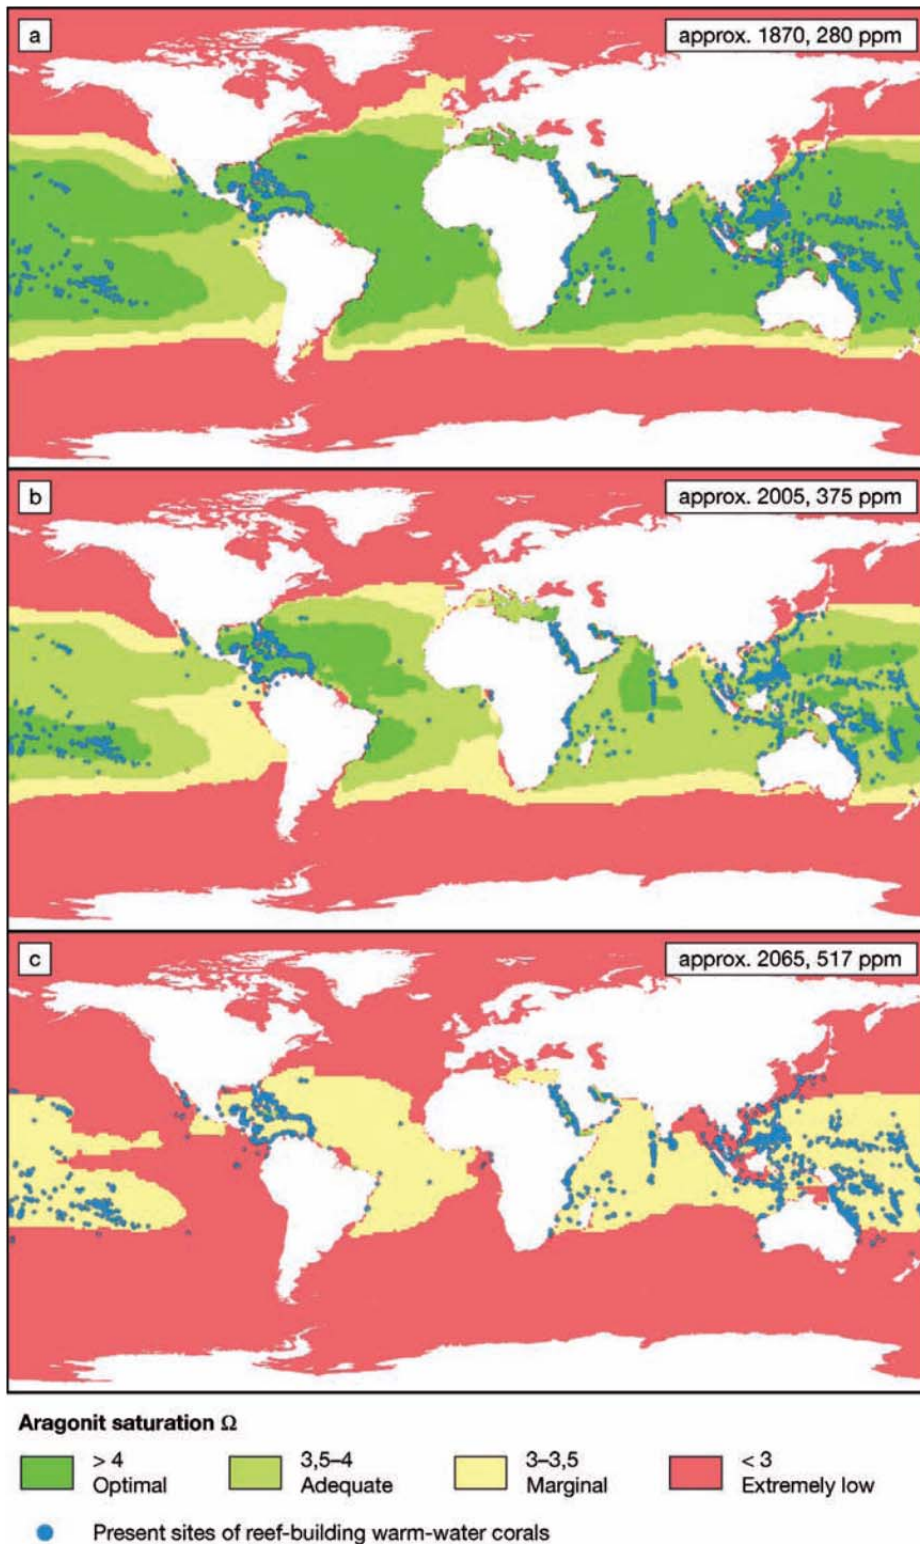 a
approx. 1870, 280 ppm
b
approx. 2005, 375 ppm
c
approx. 2065, 517 ppm
Aragonit saturation Ω
> 4
Optimal
3,5–4
Adequate
3–3,5
Marginal
< 3
Extremely low
Present sites of reef-building warm-water corals